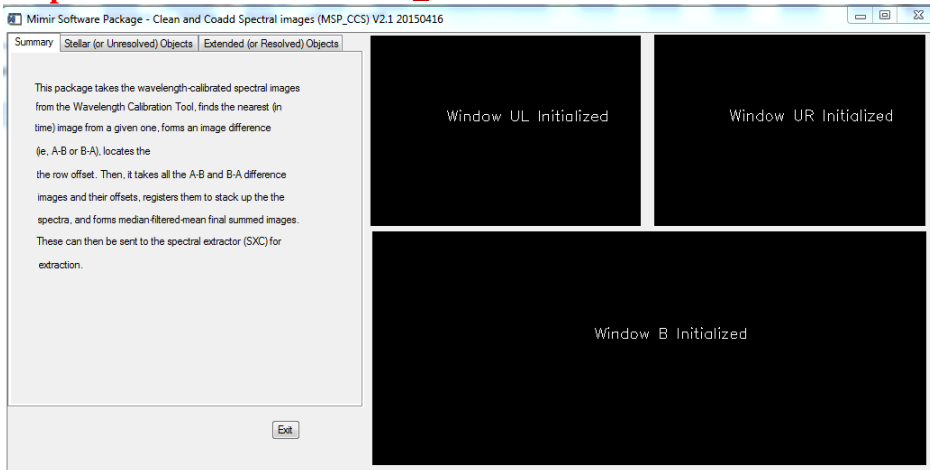 Mimir Software Package - Clean and Coadd Spectral images (MSP_CCS) V2.1 20150416
Summary Stellar (or Unresolved) Objects Extended (or Resolved) Objects
This package takes the wavelength-calibrated spectral images
from the Wavelength Calibration Tool, finds the nearest (in
time) image from a given one, forms an image difference
(ie, A-B or B-A), locates the
the row offset. Then, it takes all the A-B and B-A difference
images and their offsets, registers them to stack up the the
spectra, and forms median-filtered-mean final summed images.
These can then be sent to the spectral extractor (SXC) for
extraction.
Exit
Window UL Initialized
Window UR Initialized
Window B Initialized